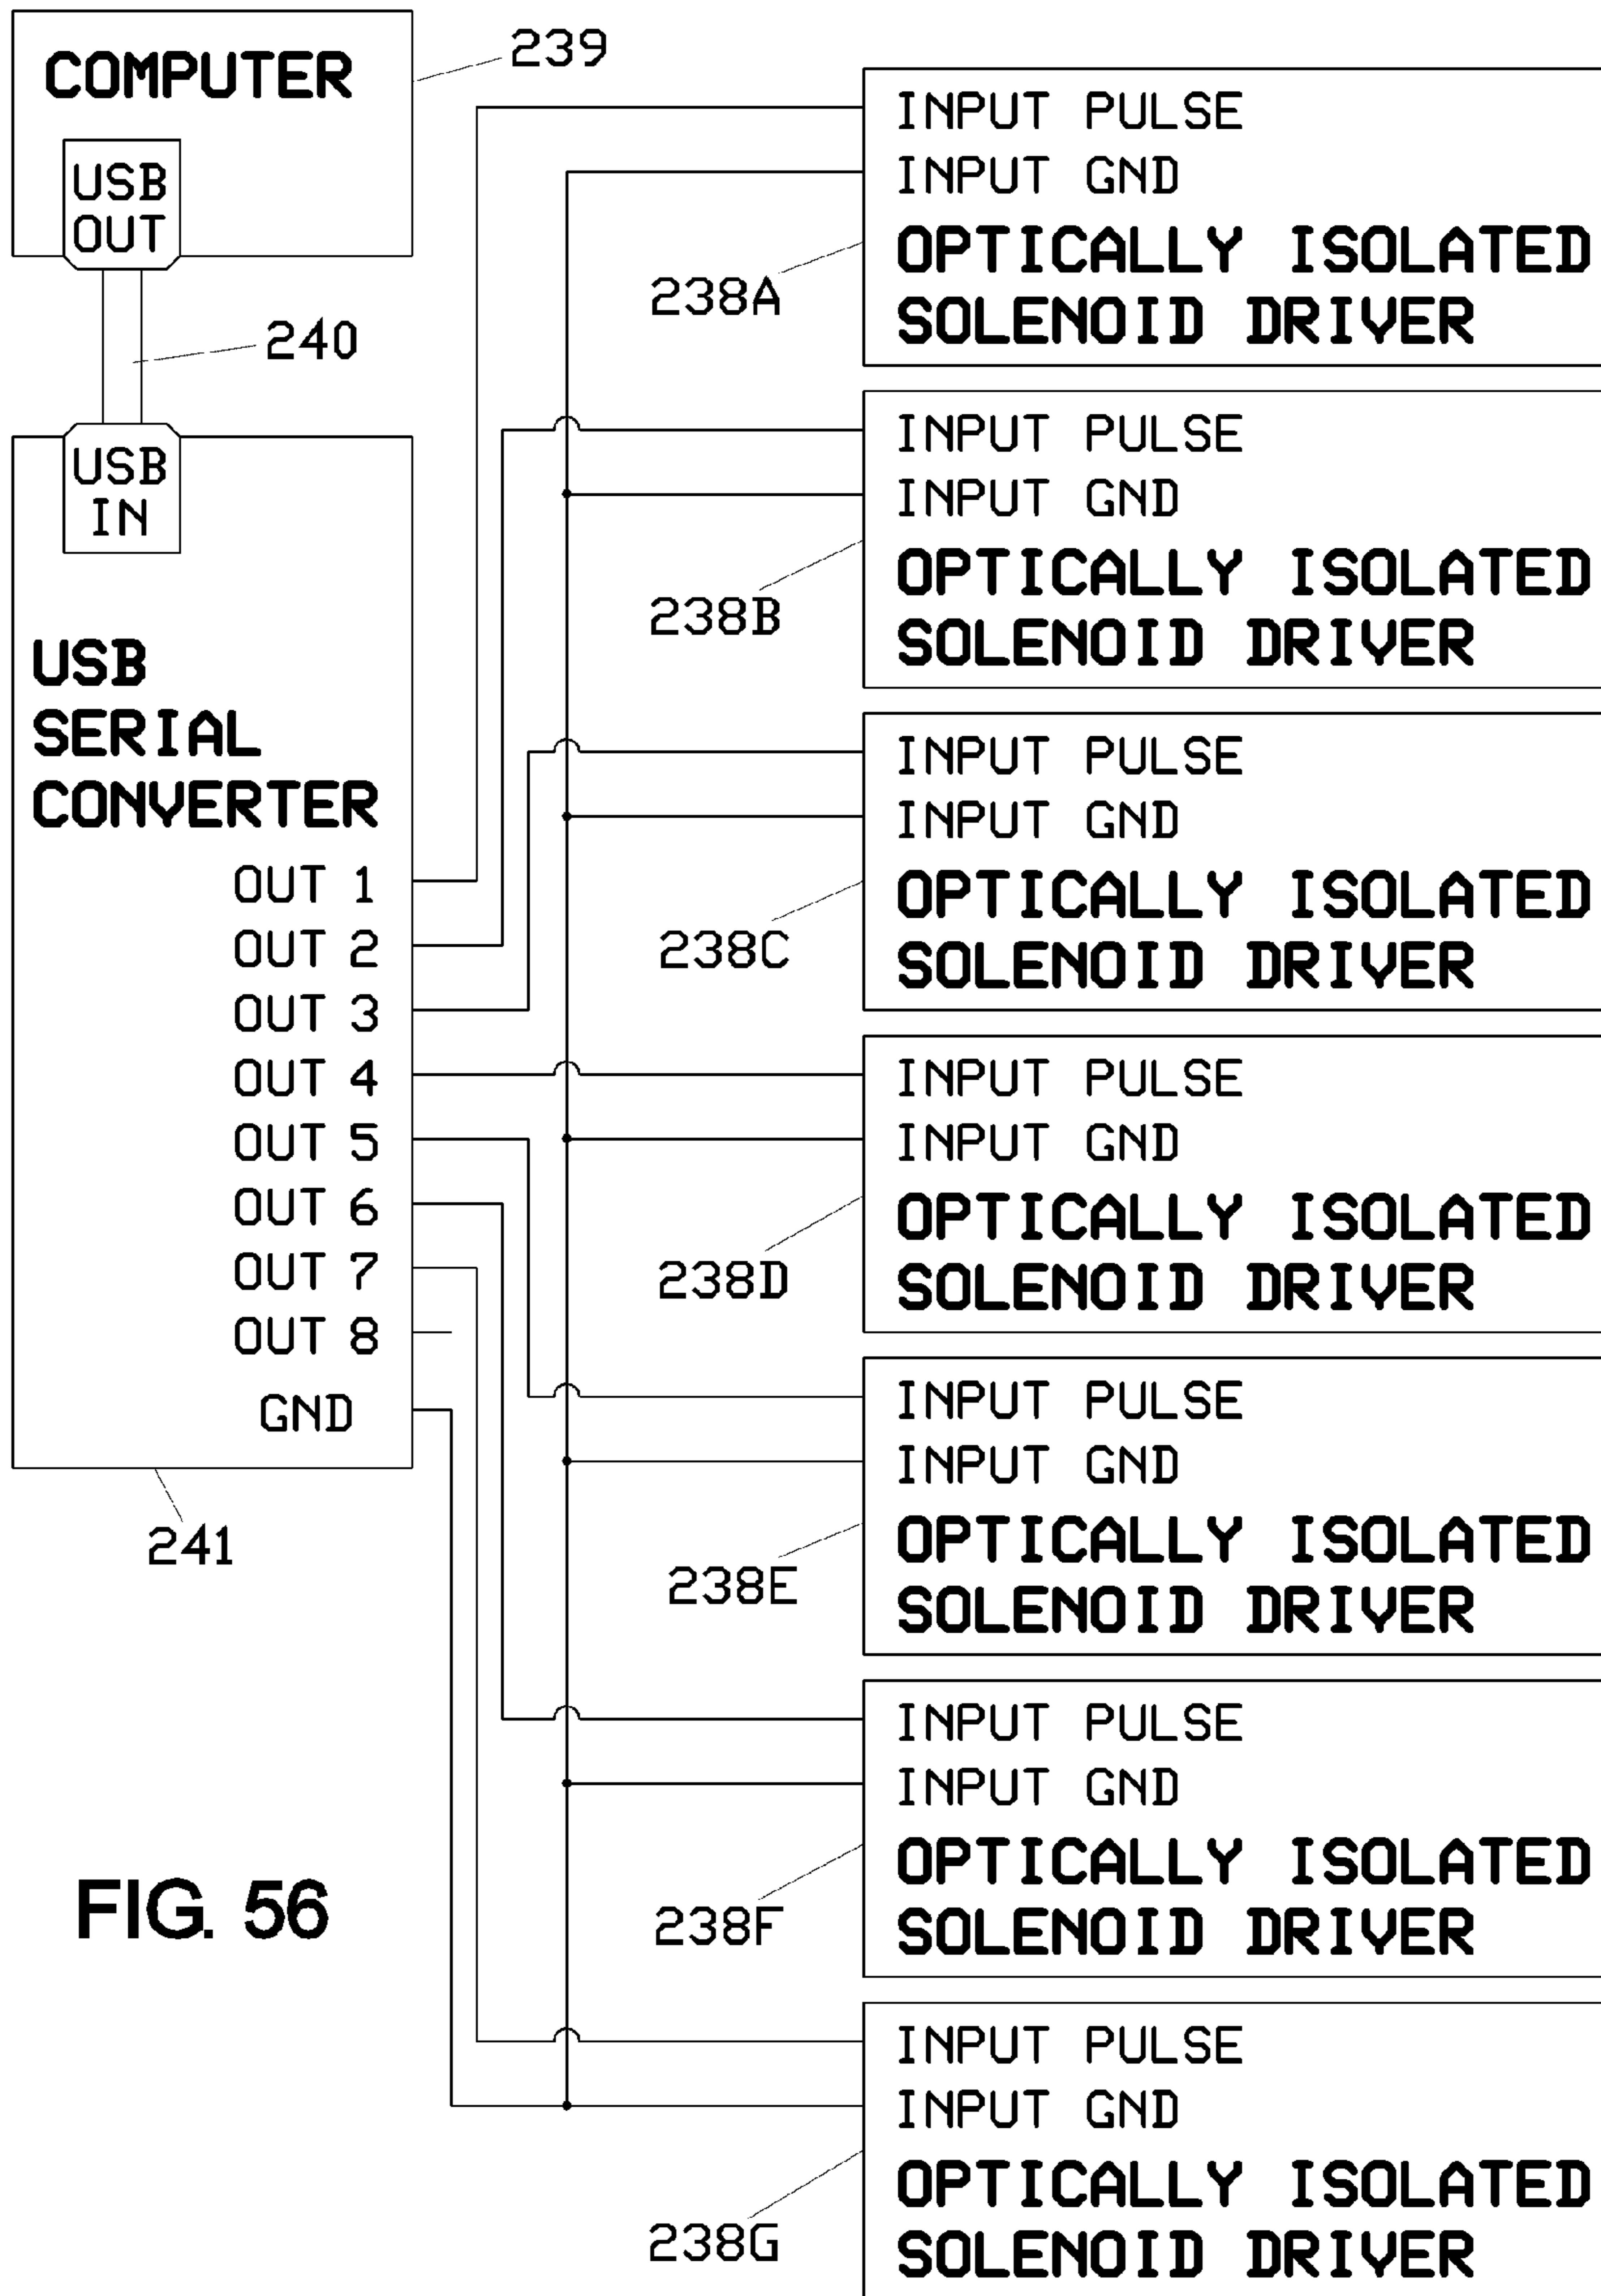 COMPUTER
239
USB
OUT
240
USB
IN
USB
SERIAL
CONVERTER
OUT 1
OUT 2
OUT 3
OUT 4
OUT 5
OUT 6
OUT 7
OUT 8
GND
241
INPUT PULSE
INPUT GND
OPTICALLY ISOLATED
SOLENOID DRIVER
238A
INPUT PULSE
INPUT GND
OPTICALLY ISOLATED
SOLENOID DRIVER
238B
INPUT PULSE
INPUT GND
OPTICALLY ISOLATED
SOLENOID DRIVER
238C
INPUT PULSE
INPUT GND
OPTICALLY ISOLATED
SOLENOID DRIVER
238D
INPUT PULSE
INPUT GND
OPTICALLY ISOLATED
SOLENOID DRIVER
238E
INPUT PULSE
INPUT GND
OPTICALLY ISOLATED
SOLENOID DRIVER
238F
INPUT PULSE
INPUT GND
OPTICALLY ISOLATED
SOLENOID DRIVER
238G
FIG. 56